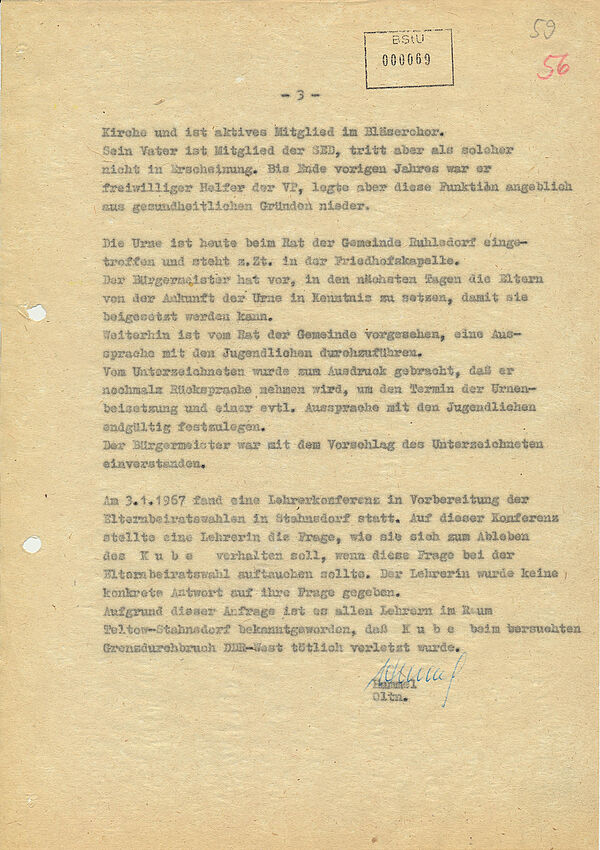 59
BStU
000069
56
- 3 -
Kirche und ist aktives Mitglied im Bläserchor.
Sein Vater ist Mitglied der SED, tritt aber als solcher
nicht in Erscheinung. Bis Ende vorigen Jahres war er
freiwilliger Helfer der VP, legte aber diese Funktion angeblich
aus gesundheitlichen Gründen nieder.
Die Urne ist heute beim Rat der Gemeinde Ruhlsdorf einge-
troffen und steht z.Zt. in der Friedhofskapelle.
Der Bürgermeister hat vor, in den nächsten Tagen die Eltern
von der Ankunft der Urne in Kenntnis zu setzen, damit sie
beigesetzt werden kann.
Weiterhin ist vom Rat der Gemeinde vorgesehen, eine Aus-
sprache mit den Jugendlichen durchzuführen.
Vom Unterzeichneten wurde zum Ausdruck gebracht, daß er
nochmals Rücksprache nehmen wird, um den Termin der Urnen-
beisetzung und einer evtl. Aussprache mit den Jugendlichen
endgültig festzulegen.
Der Bürgermeister war mit dem Vorschlag des Unterzeichneten
einverstanden.
Am 3.1.1967 fand eine Lehrerkonferenz in Vorbereitung der
Elternbeiratswahlen in Stahnsdorf statt. Auf dieser Konferenz
stellte eine Lehrerin die Frage, wie sie sich zum Ableben
des K u b e verhalten soll, wenn diese Frage bei der
Elternbeiratswahl auftauchen sollte. Der Lehrerin wurde keine
konkrete Antwort auf ihre Frage gegeben.
Aufgrund dieser Anfrage ist es allen Lehrern im Raum
Teltow-Stahnsdorf bekanntgeworden, daß K u b e beim versuchten
Grenzdurchbruch DDR-West tötlich verletzt wurde.
Oltn.